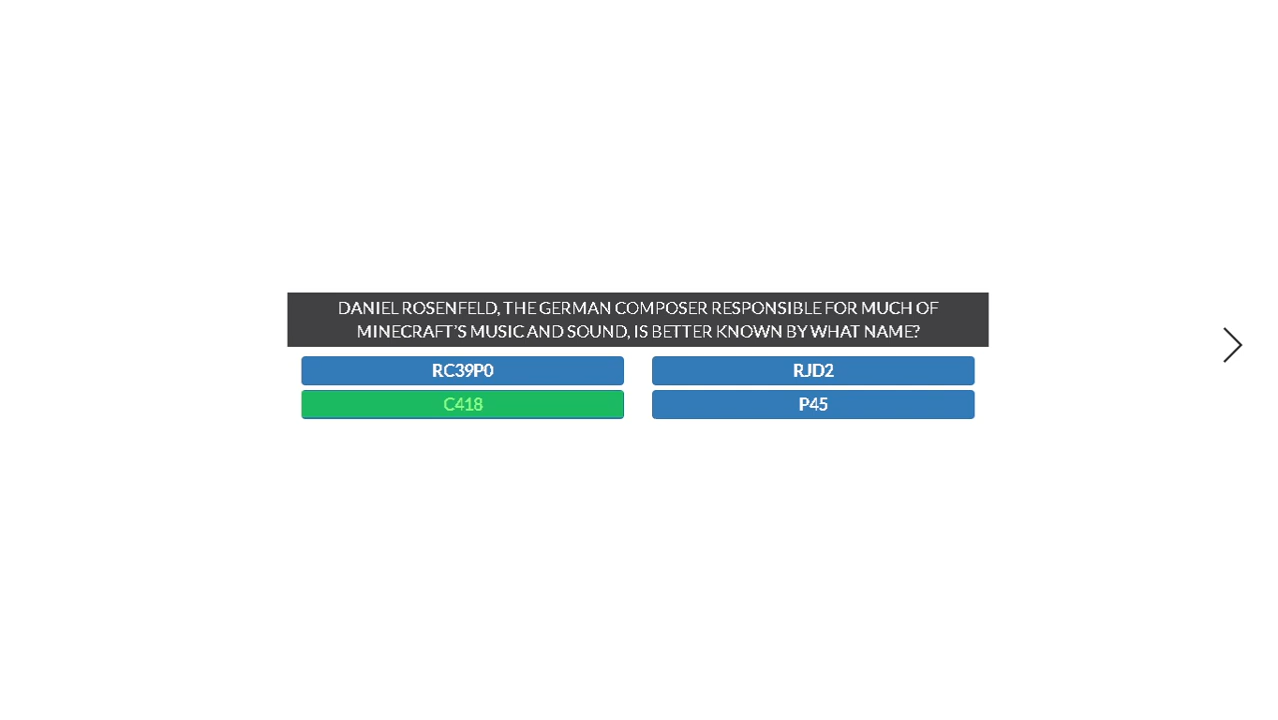 DANIEL ROSENFELD, THE GERMAN COMPOSER RESPONSIBLE FOR MUCH OF
MINECRAFT'S MUSIC AND SOUND, IS BETTER KNOWN BY WHAT NAME?
RC39P0
RJD2
C418
P45